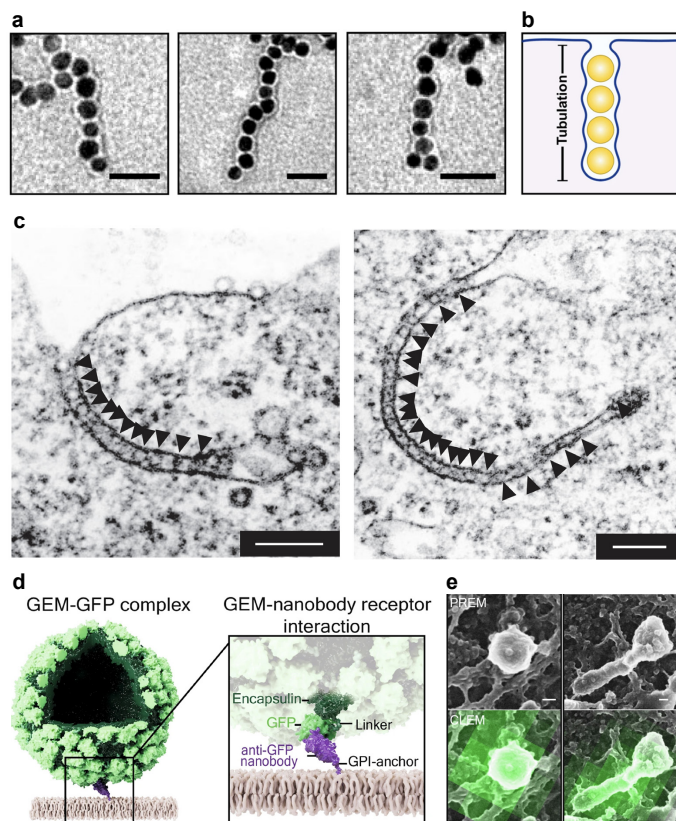 a
b
Tubulation
c
d
e
GEM-GFP complex
GEM-nanobody receptor
interaction
Encapsulin
GFP
Linker
anti-GFP
nanobody
GPI-anchor
PREM
CLEM